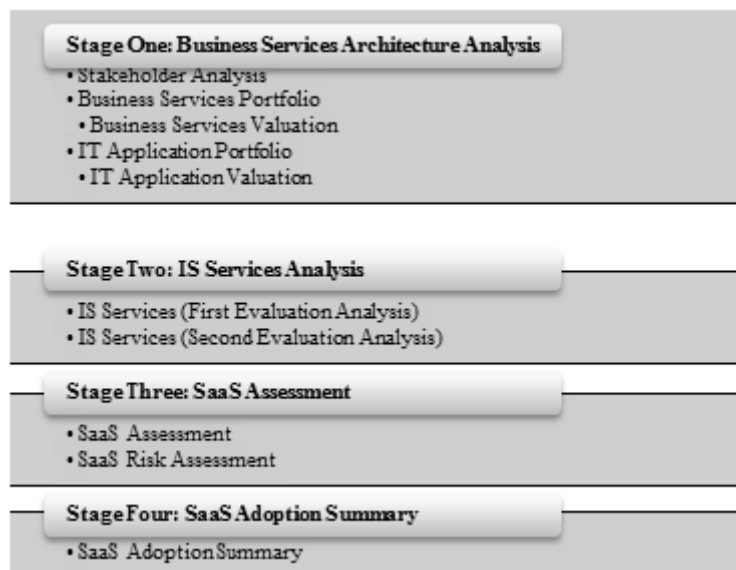 Stage One: Business Services Architecture Analysis
• Stakeholder Analysis
• Business Services Portfolio
• Business Services Valuation
• IT Application Portfolio
• IT Application Valuation
Stage Two: IS Services Analysis
• IS Services (First Evaluation Analysis)
• IS Services (Second Evaluation Analysis)
Stage Three: SaaS Assessment
• SaaS Assessment
• SaaS Risk Assessment
Stage Four: SaaS Adoption Summary
• SaaS Adoption Summary